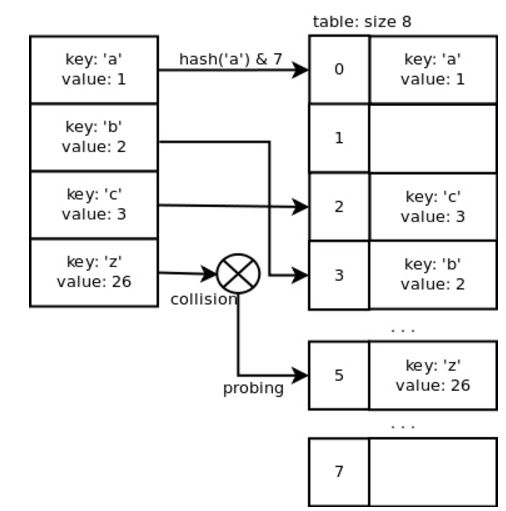 table: size 8
key: 'a'
value: 1
hash('a') & 7
0
key: 'a'
value: 1
key: 'b'
value: 2
1
key: 'c'
value: 3
2
key: 'c'
value: 3
key: 'z'
value: 26
collision
3
key: 'b'
value: 2
. . .
probing
5
key: 'z'
value: 26
. . .
7